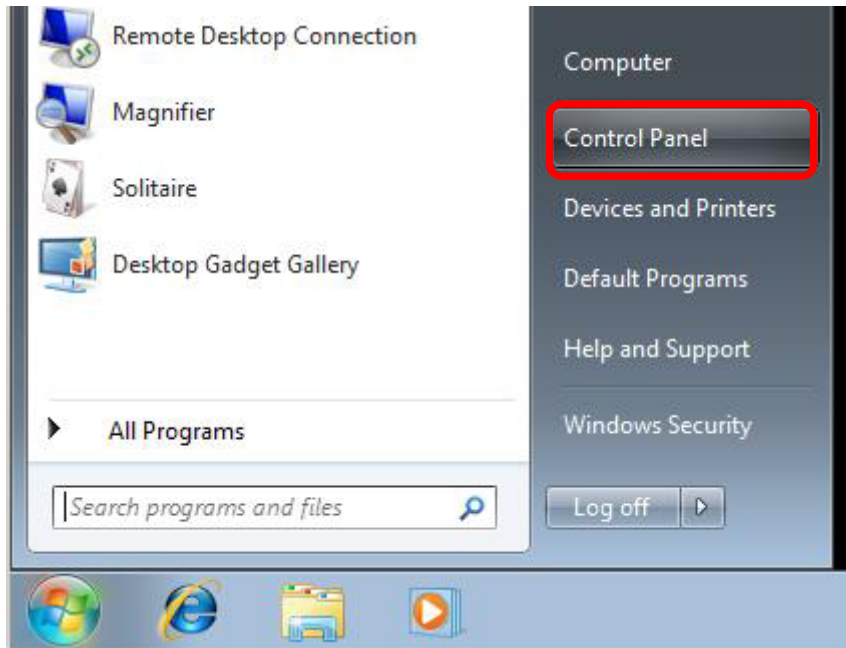 Remote Desktop Connection
Magnifier
Solitaire
Desktop Gadget Gallery
All Programs
Search programs and files
Computer
Control Panel
Devices and Printers
Default Programs
Help and Support
Windows Security
Log off